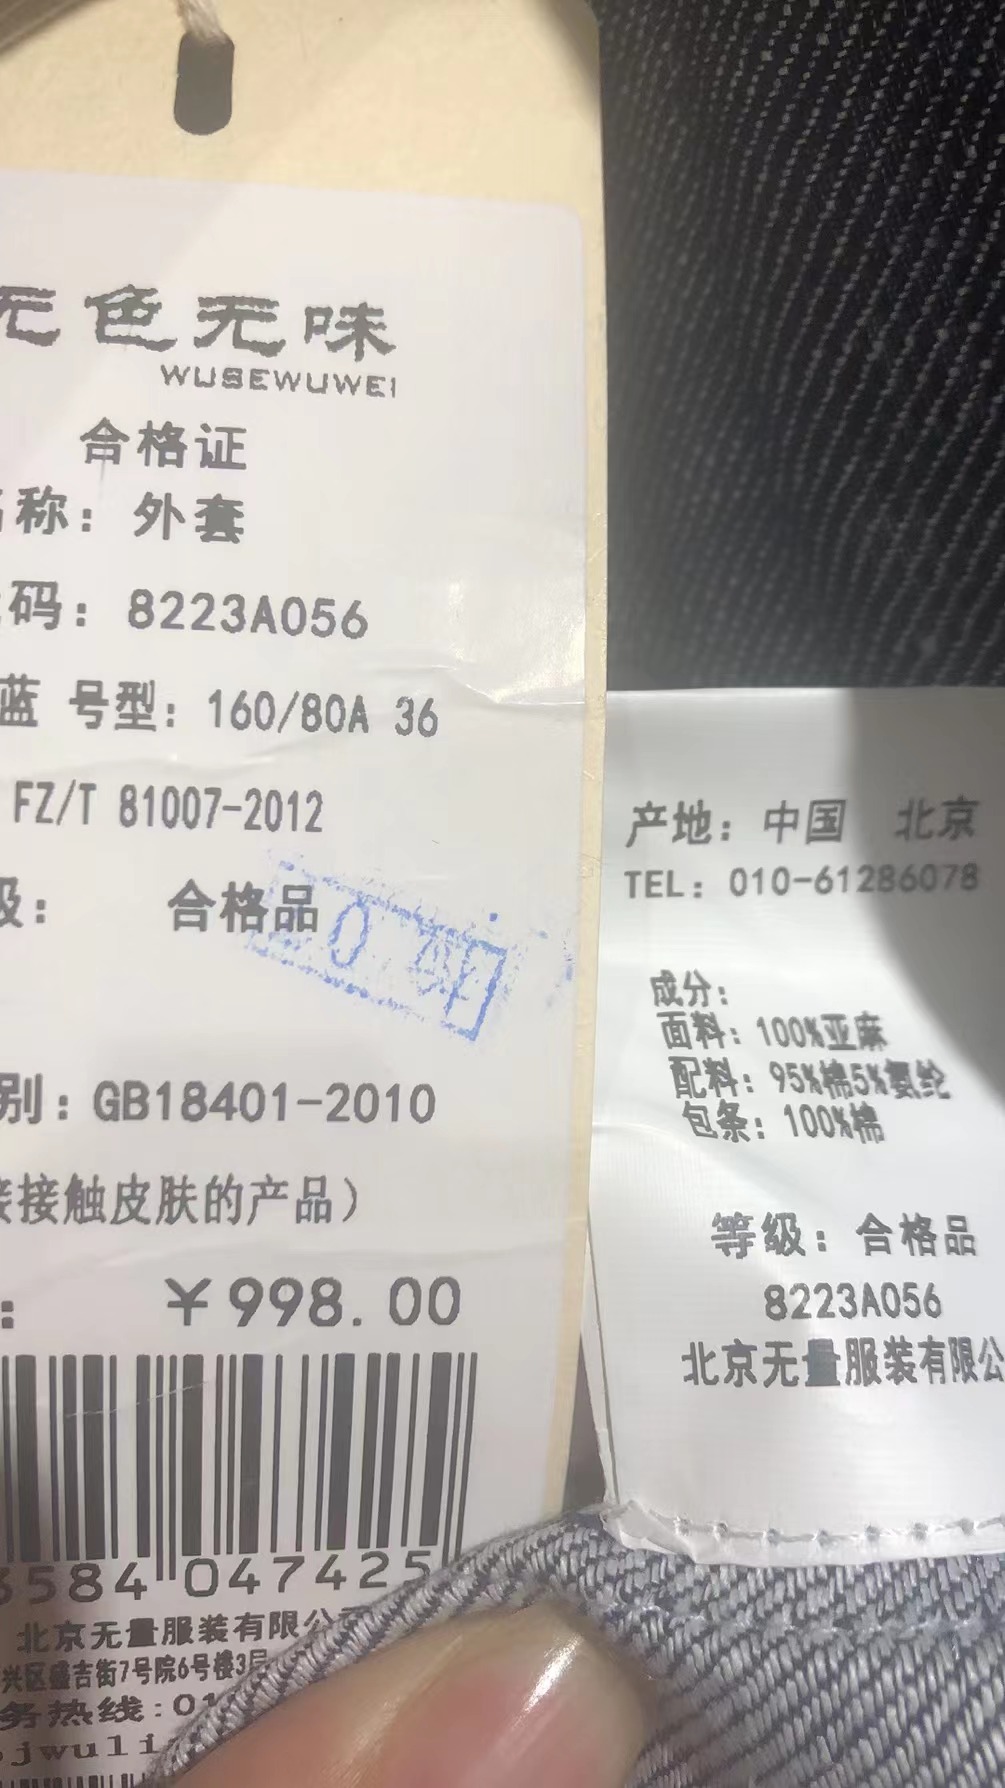 无色无味
WUSEWUWEI
合格证
名称：外套
码：8223A056
蓝 号型：160/80A 36
FZ/T 81007-2012
级： 合格品
别：GB18401-2010
接接触皮肤的产品）
：￥998.00
6584 047425
北京无量服装有限公司
兴区盛吉街7号院6号楼3层
务热线：01
jwuli
产地：中国 北京
TEL：010-61286078
成分：
面料：100%亚麻
配料：95%棉5%氨纶
包条：100%棉
等级：合格品
8223A056
北京无量服装有限公